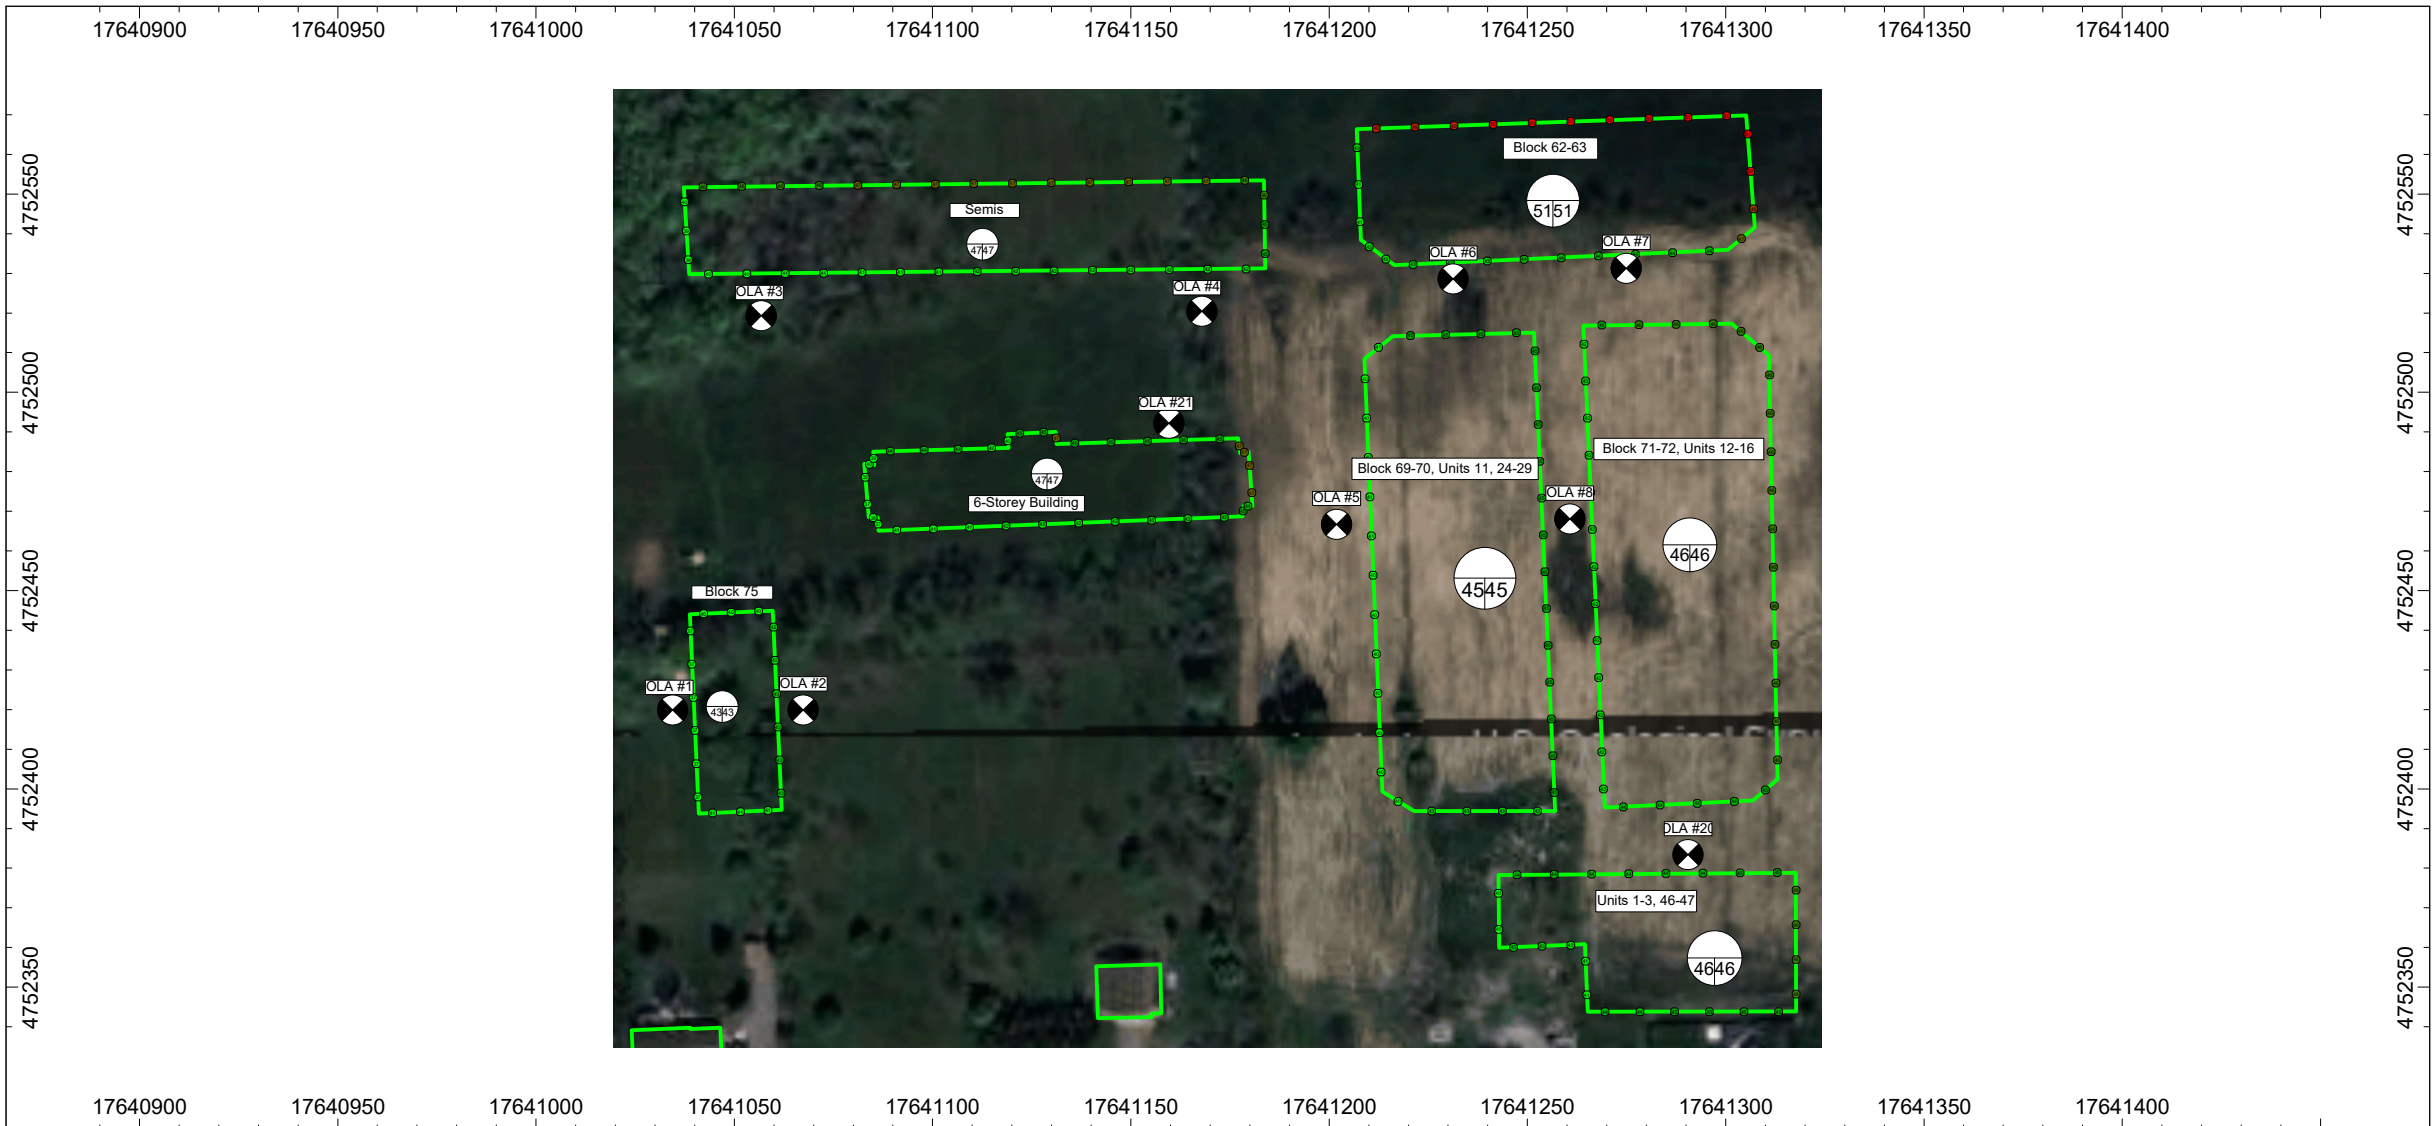 17640900 17640950 17641000 17641050 17641100 17641150 17641200 17641250 17641300 17641350 17641400
4752550
4752500
4752450
4752400
4752350
4752550
4752500
4752450
4752400
4752350
Block 62-63
5151
Semis
4747
OLA #6
OLA #7
OLA #3
OLA #4
OLA #21
Block 71-72, Units 12-16
Block 69-70, Units 11, 24-29
4747
6-Storey Building
OLA #5
OLA #8
4646
4545
Block 75
OLA #1
OLA #2
4343
OLA #20
Units 1-3, 46-47
4646
17640900 17640950 17641000 17641050 17641100 17641150 17641200 17641250 17641300 17641350 17641400